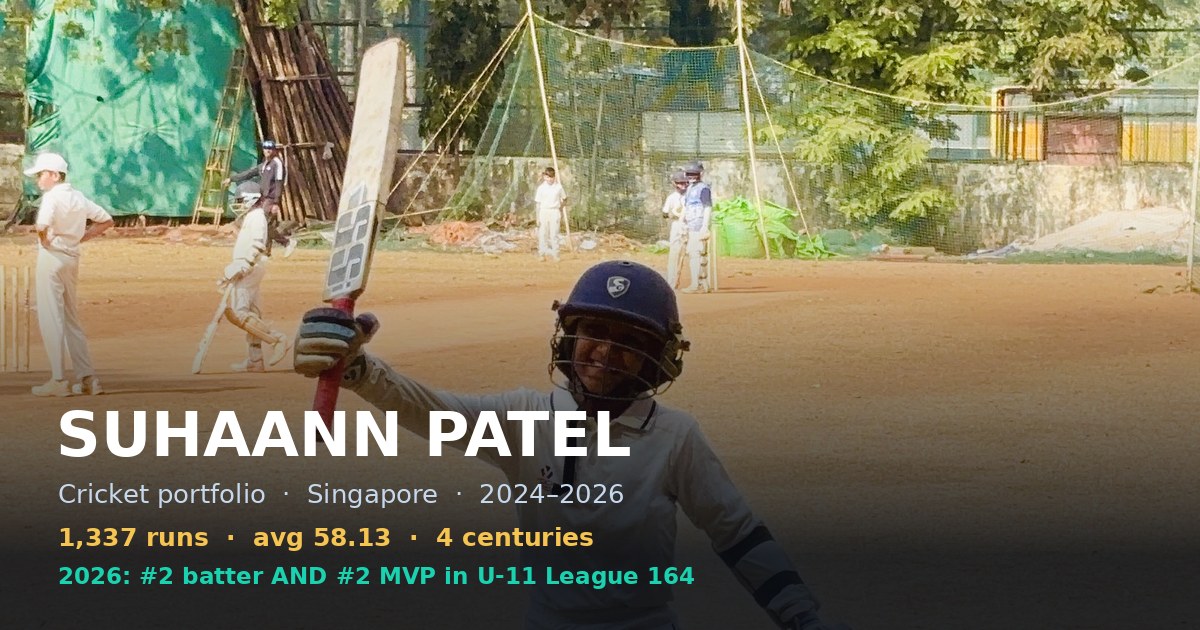 SUHAANN PATEL
Cricket portfolio · Singapore · 2024–2026
1,337 runs · avg 58.13 · 4 centuries
2026: #2 batter AND #2 MVP in U-11 League 164